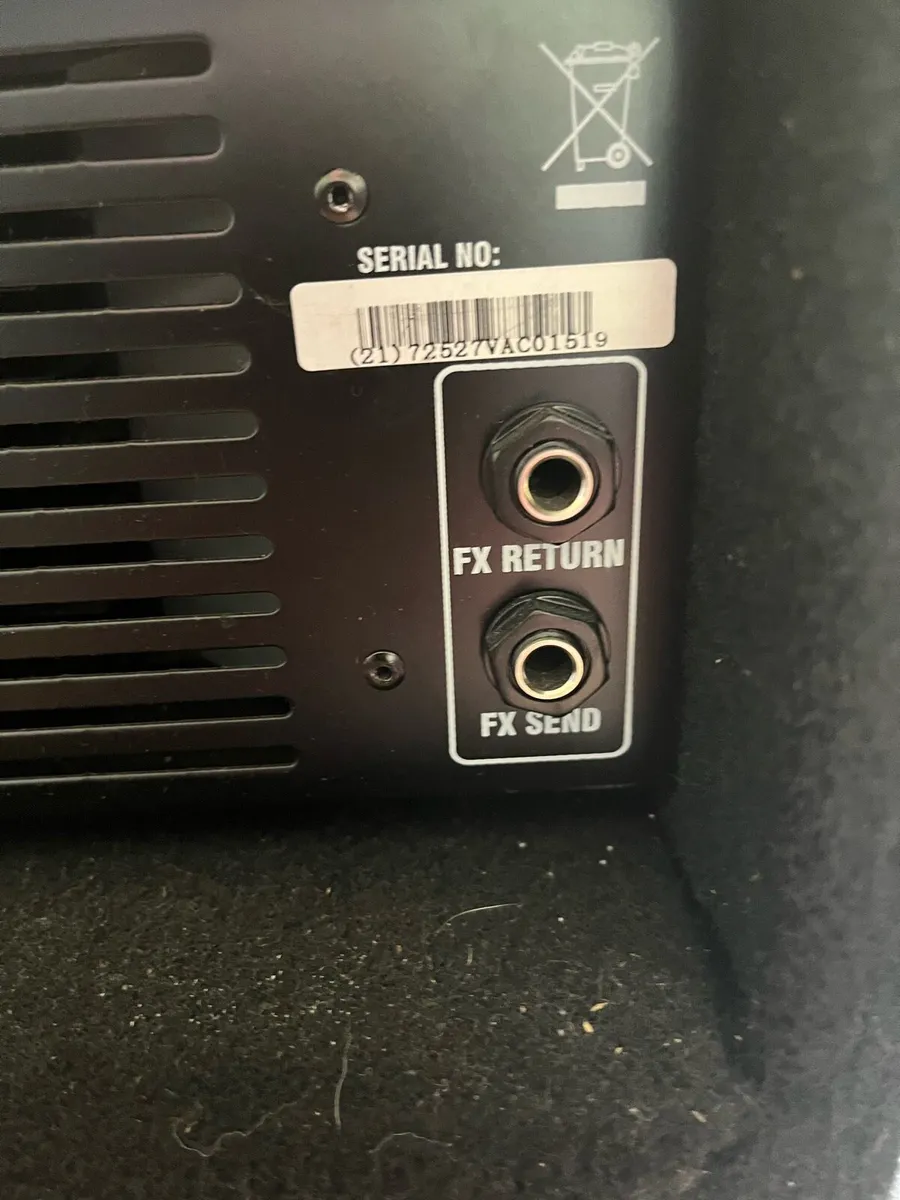 SERIAL NO:
(21)72527VAC01519
FX RETURN
FX SEND